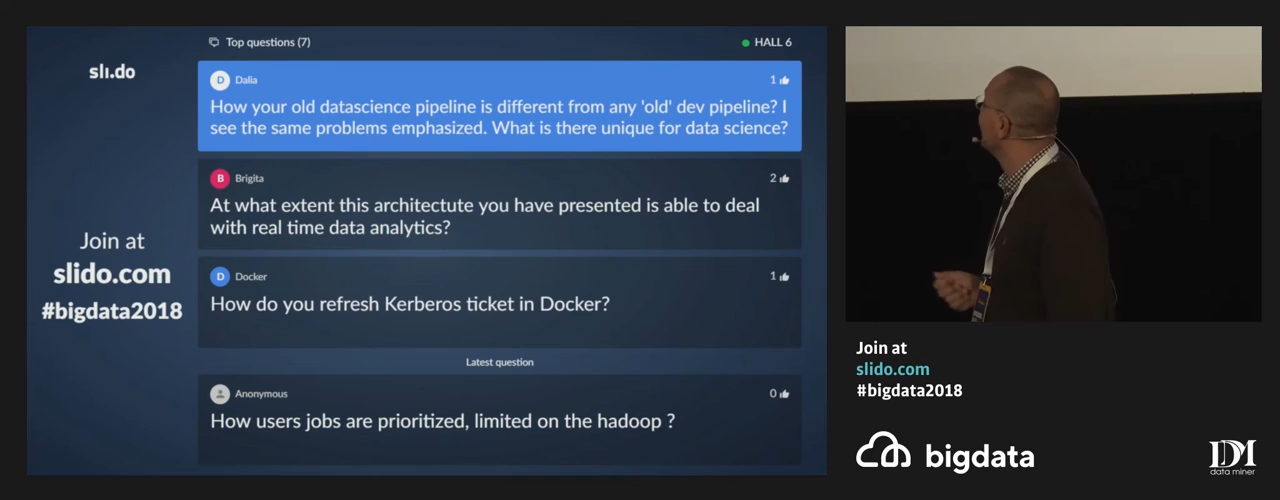 sli.do
Join at
slido.com
#bigdata2018
Top questions (7)
HALL 6
D Dalia 1
How your old datascience pipeline is different from any 'old' dev pipeline? I
see the same problems emphasized. What is there unique for data science?
B Brigita 2
At what extent this architectute you have presented is able to deal
with real time data analytics?
D Docker 1
How do you refresh Kerberos ticket in Docker?
Latest question
Anonymous 0
How users jobs are prioritized, limited on the hadoop ?
Join at
slido.com
#bigdata2018
bigdata
DM
data miner